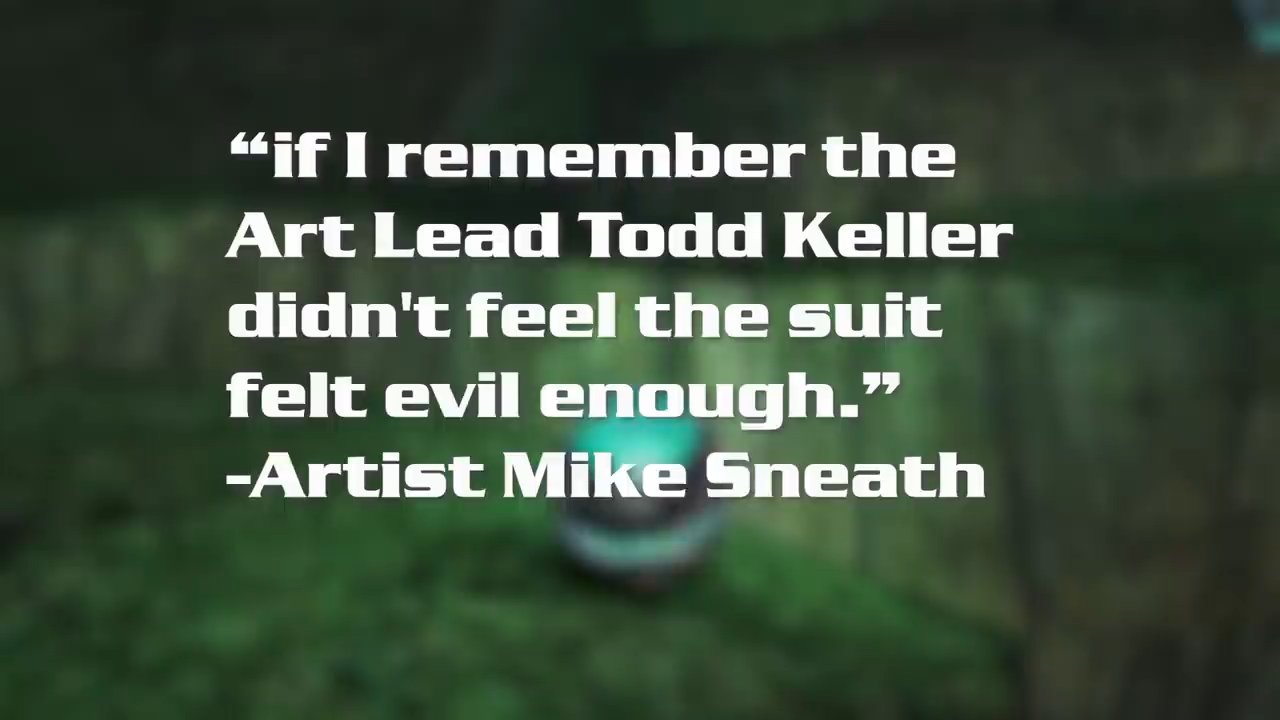 “if I remember the
Art Lead Todd Keller
didn't feel the suit
felt evil enough.”
-Artist Mike Sneath